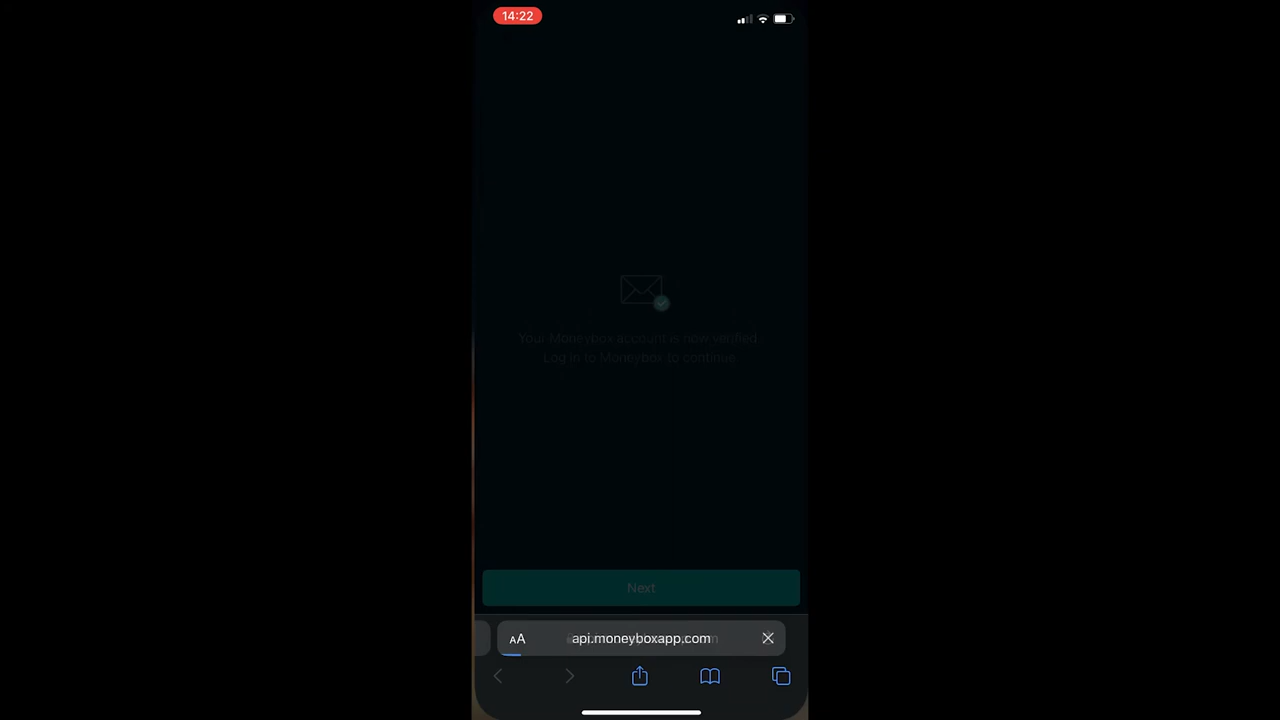 14:22
Your Moneybox account is now verified.
Log in to Moneybox to continue
Next
AA
api.moneyboxapp.com